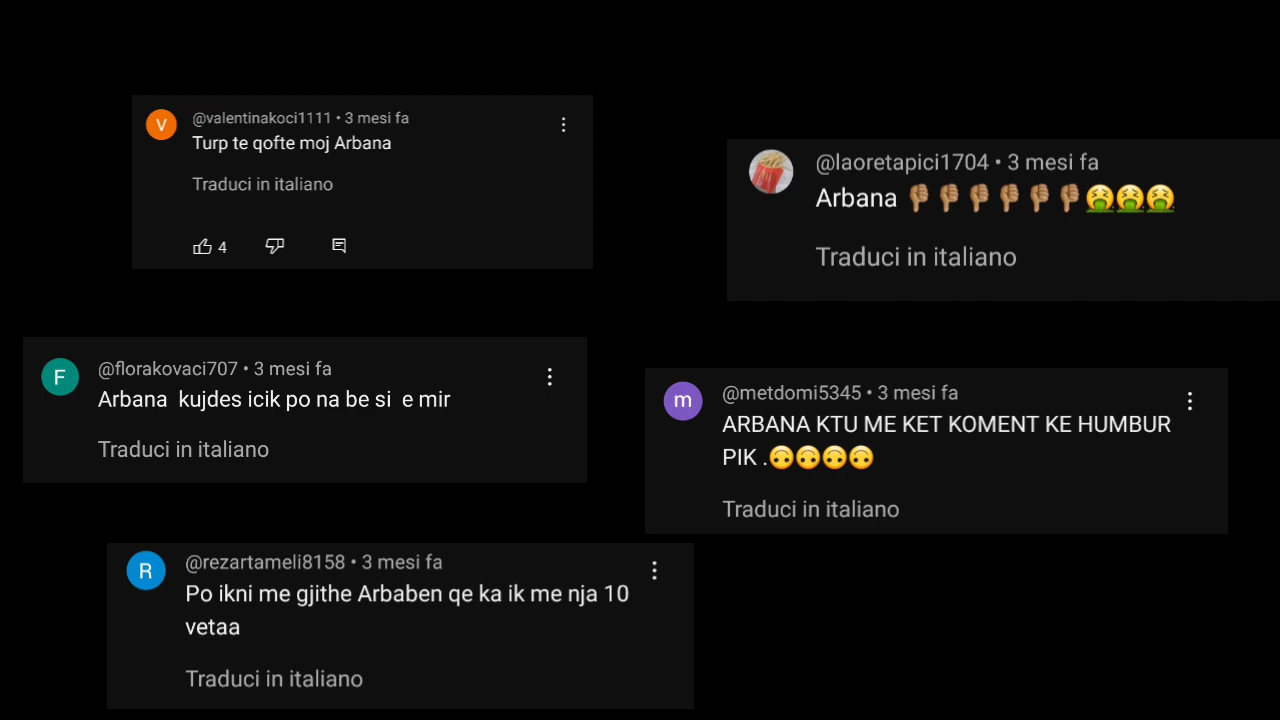 V
@valentinakoci1111 • 3 mesi fa
Turp te qofte moj Arbana
Traduci in italiano
4
@laoretapici1704 • 3 mesi fa
Arbana 👎🏽👎🏽👎🏽👎🏽👎🏽👎🏽🤮🤮🤮
Traduci in italiano
F
@florakovaci707 • 3 mesi fa
Arbana  kujdes icik po na be si  e mir
Traduci in italiano
m
@metdomi5345 • 3 mesi fa
ARBANA KTU ME KET KOMENT KE HUMBUR
PIK .🙃🙃🙃🙃
Traduci in italiano
R
@rezartameli8158 • 3 mesi fa
Po ikni me gjithe Arbaben qe ka ik me nja 10
vetaa
Traduci in italiano